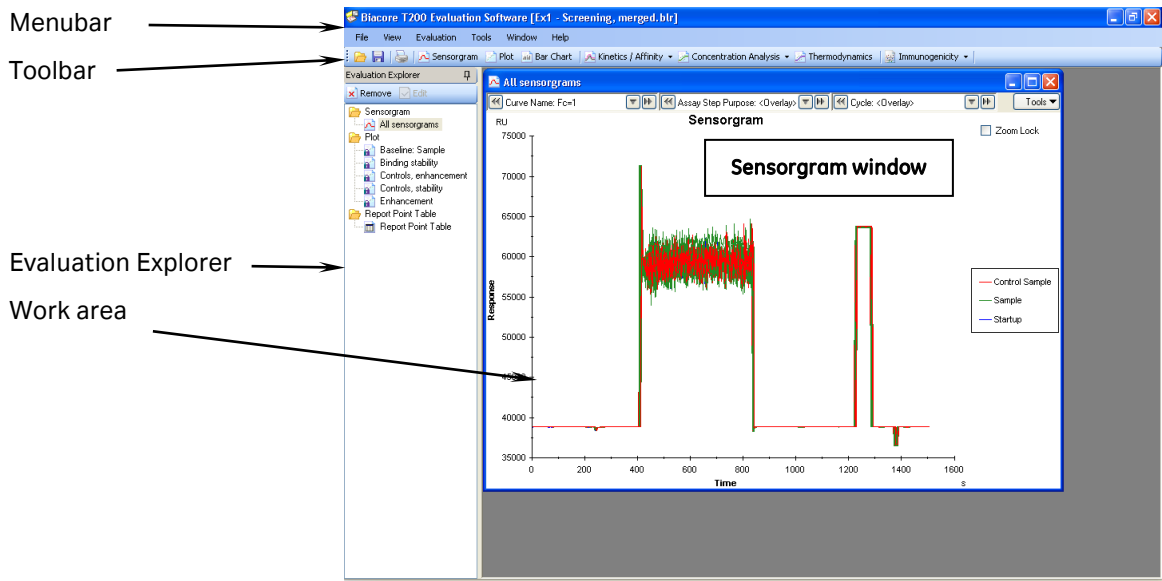 Menubar
Toolbar
Evaluation Explorer
Work area
Biacore T200 Evaluation Software [Ex1 - Screening, merged.blr]
File View Evaluation Tools Window Help
Sensorgram Plot Bar Chart Kinetics / Affinity Concentration Analysis Thermodynamics Immunogenicity
Evaluation Explorer
Remove Edit
Sensorgram
All sensorgrams
Plot
Baseline: Sample
Binding stability
Controls, enhancement
Controls, stability
Enhancement
Report Point Table
Report Point Table
All sensorgrams
Curve Name: Fc=1 Assay Step Purpose: <Overlay> Cycle: <Overlay> Tools
RU
Sensorgram
Zoom Lock
Sensorgram window
75000
70000
65000
60000
55000
50000
45000
40000
35000
Response
0 200 400 600 800 1000 1200 1400 1600
Time
s
Control Sample
Sample
Startup